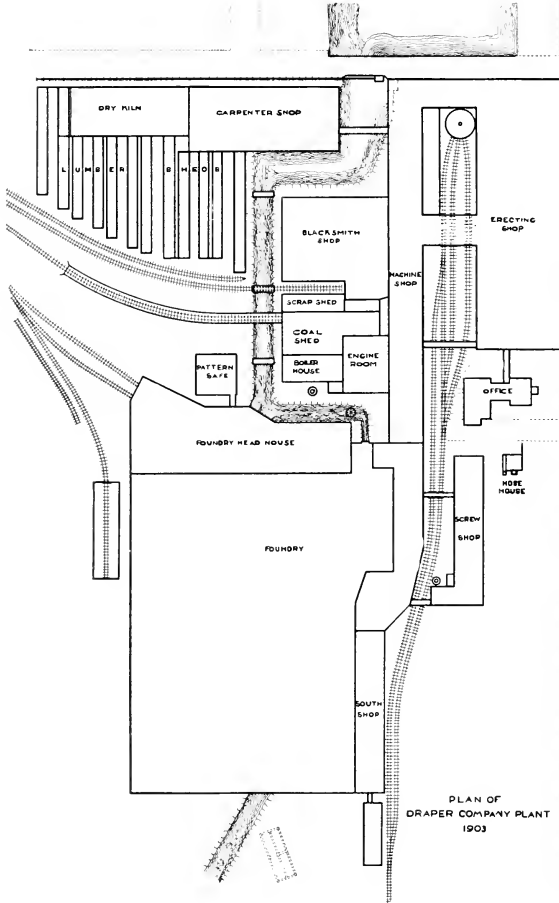 DRY KILN
CARPENTER SHOP
LUMBER SHEDS
BLACKSMITH
SHOP
ERECTING
SHOP
MACHINE
SHOP
SCRAP SHED
COAL
SHED
BOILER
HOUSE
ENGINE
ROOM
PATTERN
SAFE
OFFICE
FOUNDRY HEAD HOUSE
HOSE
HOUSE
SCREW
SHOP
FOUNDRY
SOUTH
SHOP
PLAN OF
DRAPER COMPANY PLANT
1903